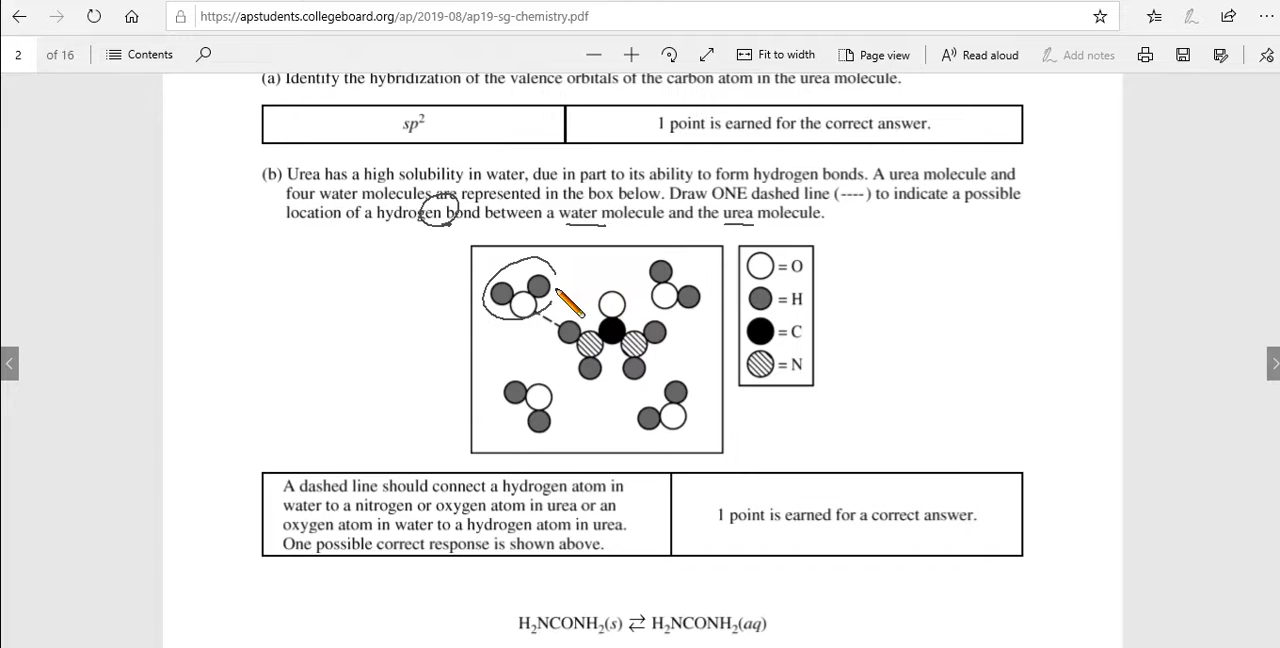 https://apstudents.collegeboard.org/ap/2019-08/ap19-sg-chemistry.pdf
2 of 16 Contents Fit to width Page view Read aloud Add notes
(a) Identify the hybridization of the valence orbitals of the carbon atom in the urea molecule.
sp² 1 point is earned for the correct answer.
(b) Urea has a high solubility in water, due in part to its ability to form hydrogen bonds. A urea molecule and
four water molecules are represented in the box below. Draw ONE dashed line (----) to indicate a possible
location of a hydrogen bond between a water molecule and the urea molecule.
= O
= H
= C
= N
A dashed line should connect a hydrogen atom in
water to a nitrogen or oxygen atom in urea or an
oxygen atom in water to a hydrogen atom in urea.
One possible correct response is shown above.
1 point is earned for a correct answer.
H₂NCONH₂(s) ⇄ H₂NCONH₂(aq)